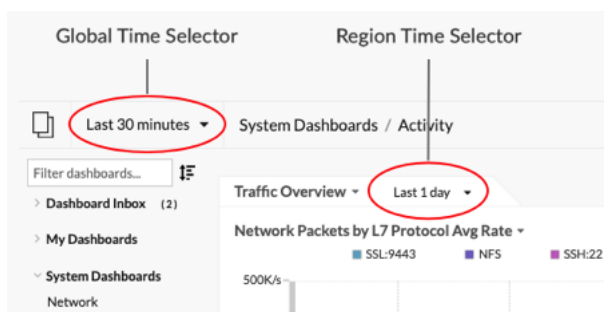 Global Time Selector
Region Time Selector
Last 30 minutes
System Dashboards / Activity
Filter dashboards...
Traffic Overview
Last 1 day
Dashboard Inbox (2)
My Dashboards
Network Packets by L7 Protocol Avg Rate
SSL:9443
NFS
SSH:22
System Dashboards
500K/s
Network